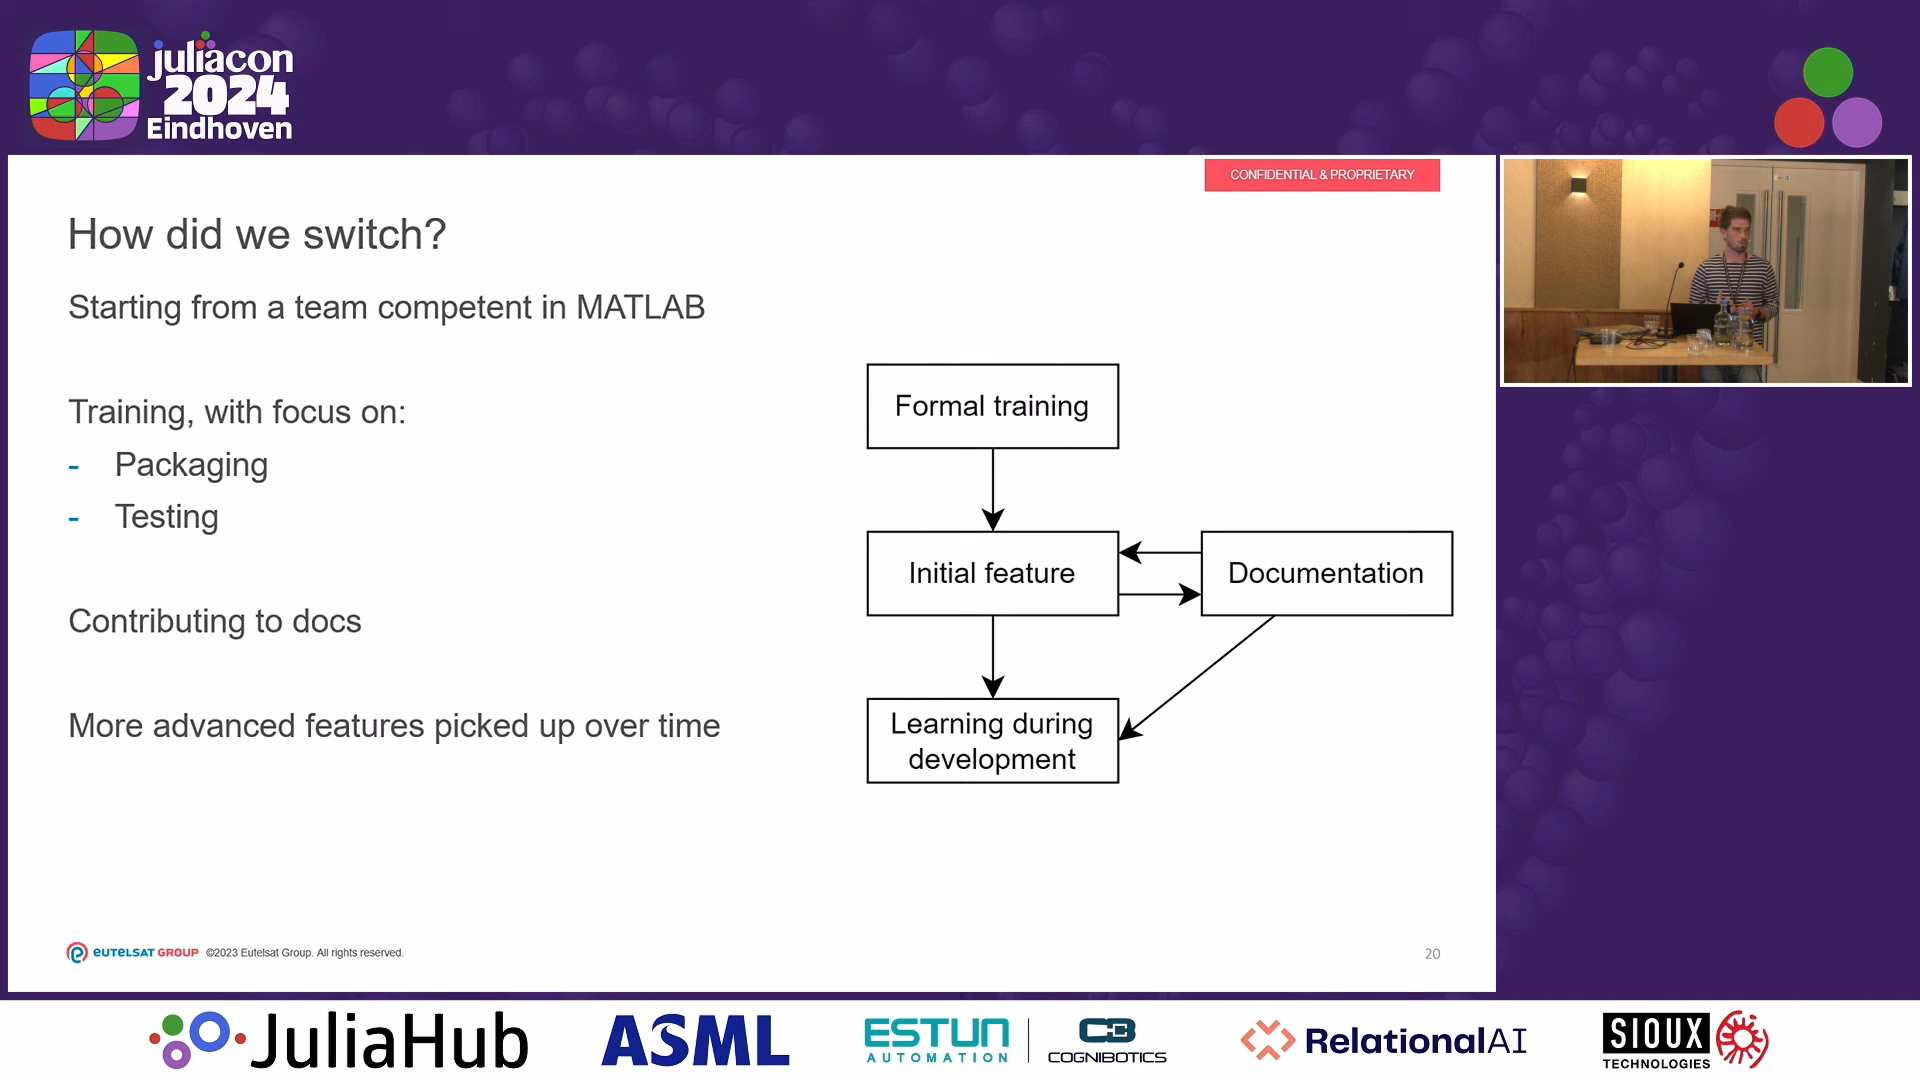 juliacon
2024
Eindhoven
CONFIDENTIAL & PROPRIETARY
How did we switch?
Starting from a team competent in MATLAB
Training, with focus on:
- Packaging
- Testing
Contributing to docs
More advanced features picked up over time
Formal training
Initial feature
Documentation
Learning during
development
EUTELSAT GROUP ©2023 Eutelsat Group. All rights reserved.
20
JuliaHub
ASML
ESTUN
AUTOMATION
COGNIBOTICS
RelationalAI
SIOUX
TECHNOLOGIES